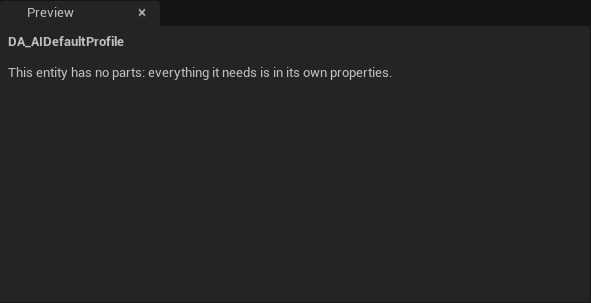 Preview ×
DA_AIDefaultProfile
This entity has no parts: everything it needs is in its own properties.